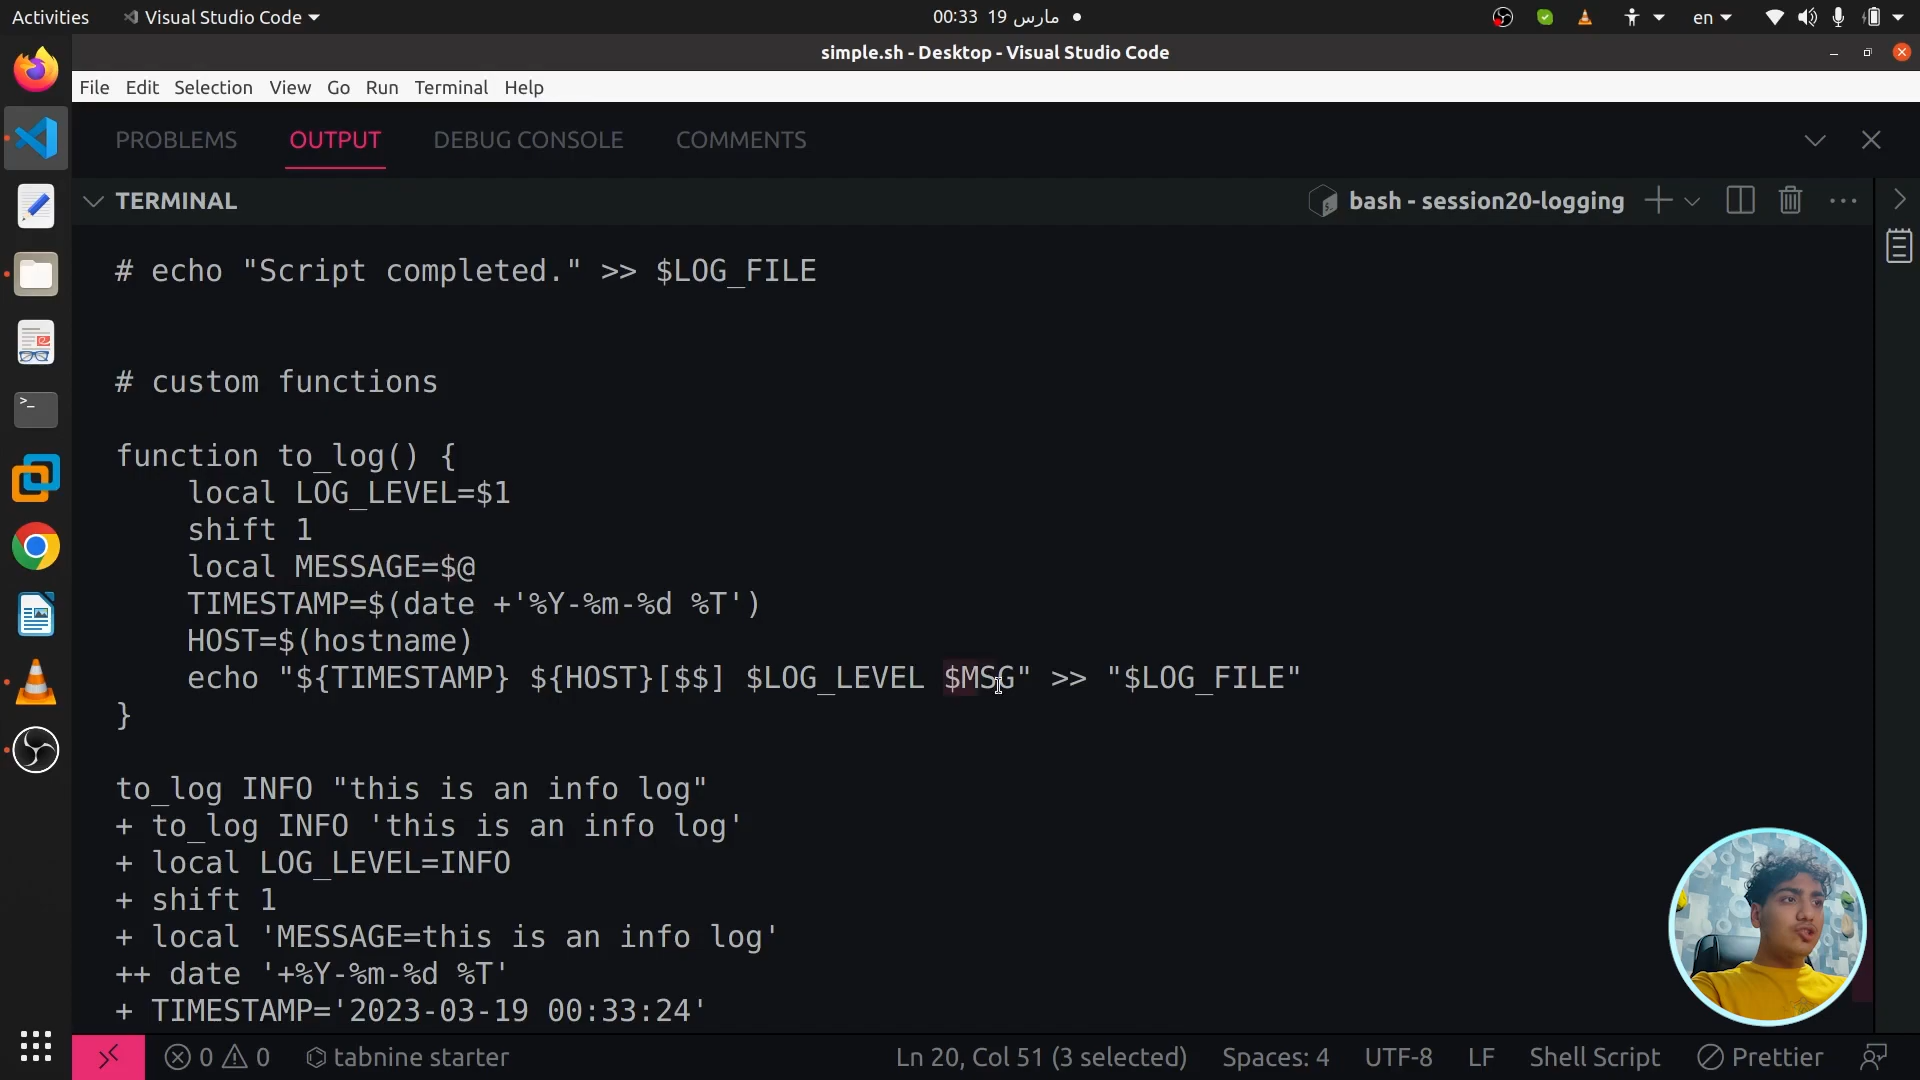 Activities
Visual Studio Code
00:33 19 مارس
en
simple.sh - Desktop - Visual Studio Code
File Edit Selection View Go Run Terminal Help
PROBLEMS OUTPUT DEBUG CONSOLE COMMENTS
TERMINAL
bash - session20-logging
# echo "Script completed." >> $LOG_FILE
# custom functions
function to_log() {
local LOG_LEVEL=$1
shift 1
local MESSAGE=$@
TIMESTAMP=$(date +'%Y-%m-%d %T')
HOST=$(hostname)
echo "${TIMESTAMP} ${HOST}[$$] $LOG_LEVEL $MSG" >> "$LOG_FILE"
}
to_log INFO "this is an info log"
+ to_log INFO 'this is an info log'
+ local LOG_LEVEL=INFO
+ shift 1
+ local 'MESSAGE=this is an info log'
++ date '+%Y-%m-%d %T'
+ TIMESTAMP='2023-03-19 00:33:24'
0 0 tabnine starter Ln 20, Col 51 (3 selected) Spaces: 4 UTF-8 LF Shell Script Prettier